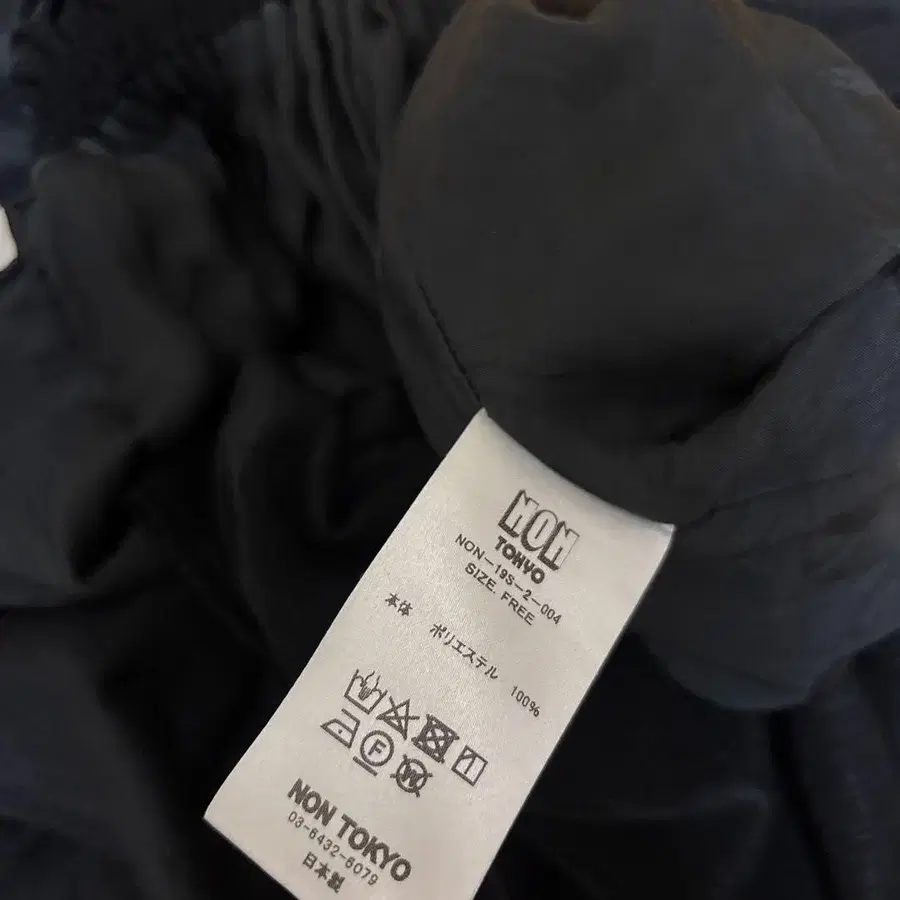 NON
TOKYO
NON-19S-2-004
SIZE. FREE
本体 ポリエステル 100%
F
W
NON TOKYO
03-6432-6079
日本製